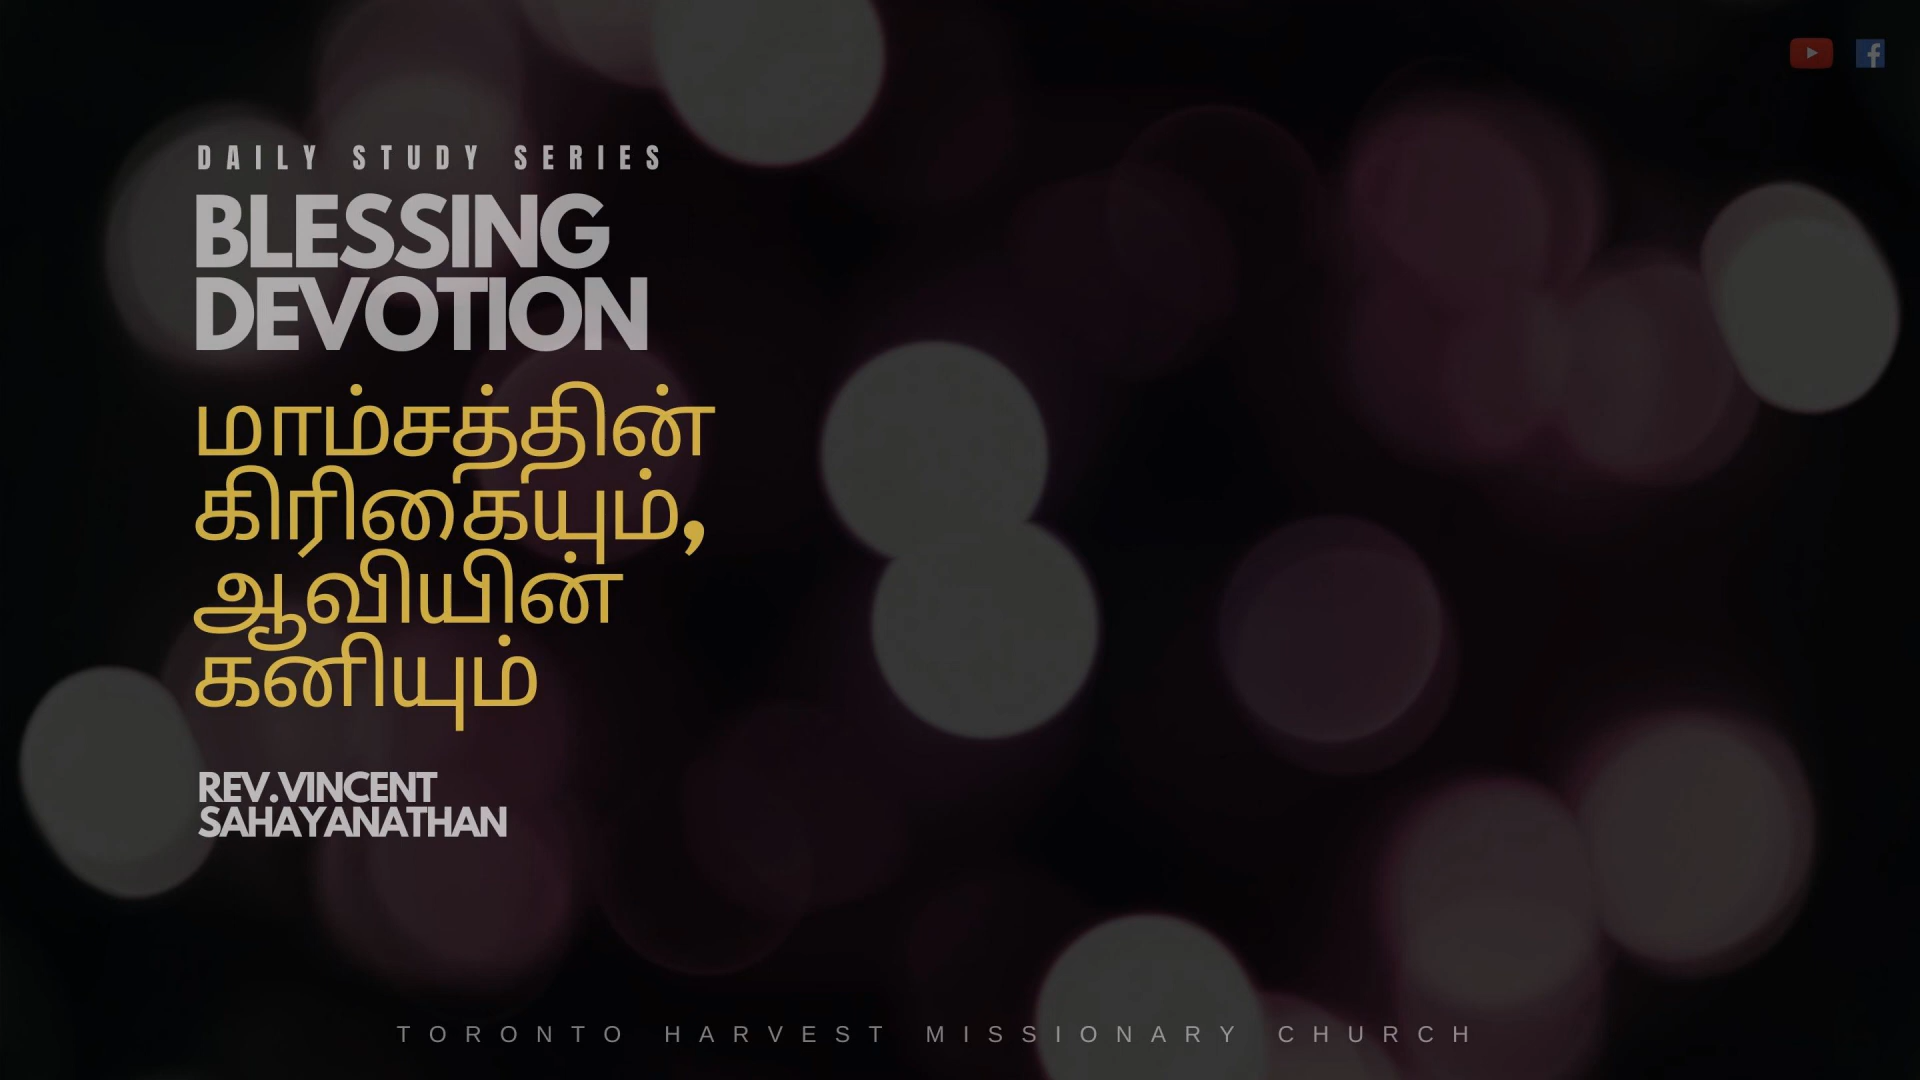 DAILY STUDY SERIES
BLESSING
DEVOTION
மாம்சத்தின்
கிரிகையும்,
ஆவியின்
கனியும்
REV.VINCENT
SAHAYANATHAN
TORONTO HARVEST MISSIONARY CHURCH